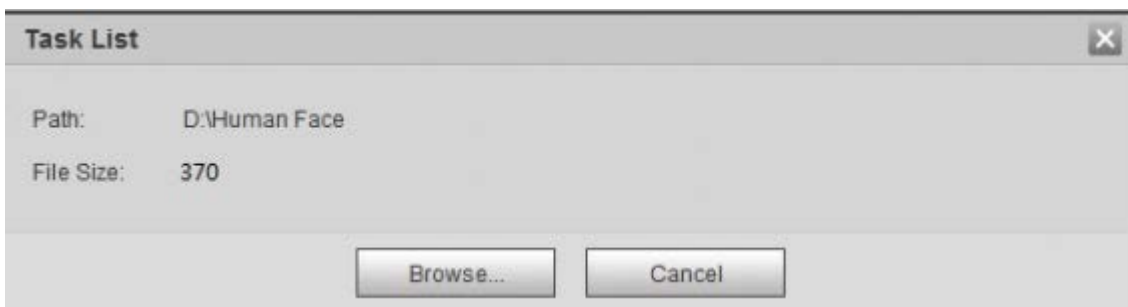 Task List
Path: D:\Human Face
File Size: 370
Browse... Cancel